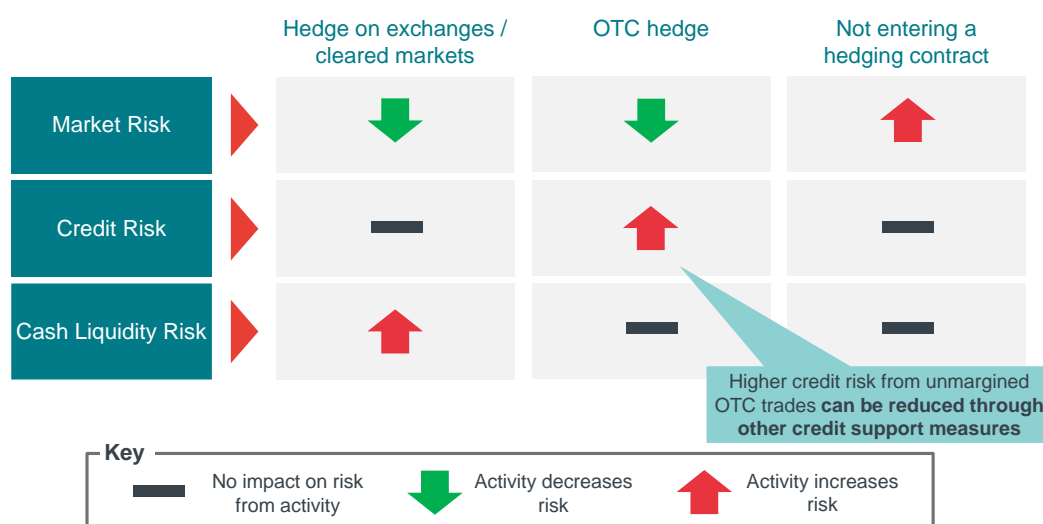 Hedge on exchanges /
cleared markets
OTC hedge
Not entering a
hedging contract
Market Risk
Credit Risk
Cash Liquidity Risk
Higher credit risk from unmargined
OTC trades can be reduced through
other credit support measures
Key
No impact on risk
from activity
Activity decreases
risk
Activity increases
risk